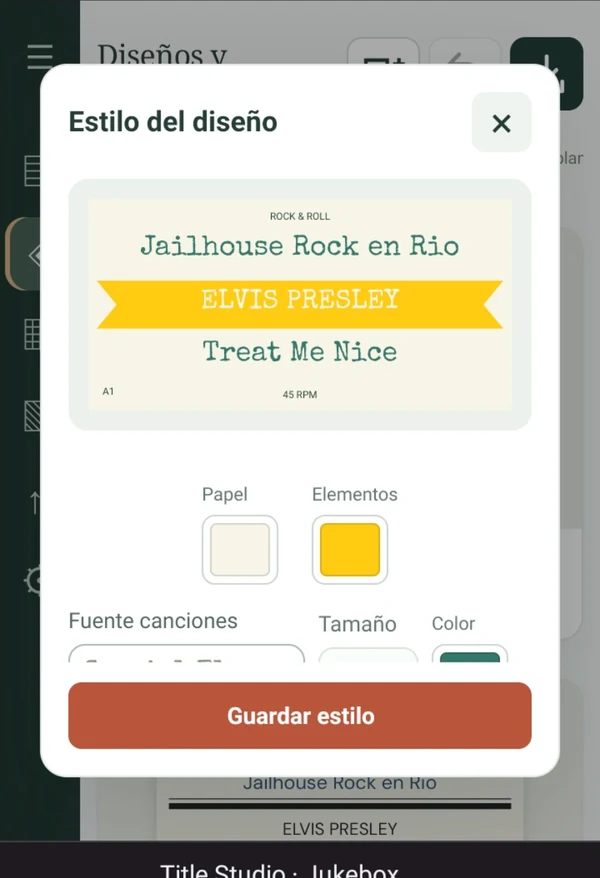 Diseños y
Estilo del diseño
ROCK & ROLL
Jailhouse Rock en Rio
ELVIS PRESLEY
Treat Me Nice
A1
45 RPM
Papel
Elementos
Fuente canciones
Tamaño
Color
Guardar estilo
Jailhouse Rock en Rio
ELVIS PRESLEY
Title Studio · Jukebox